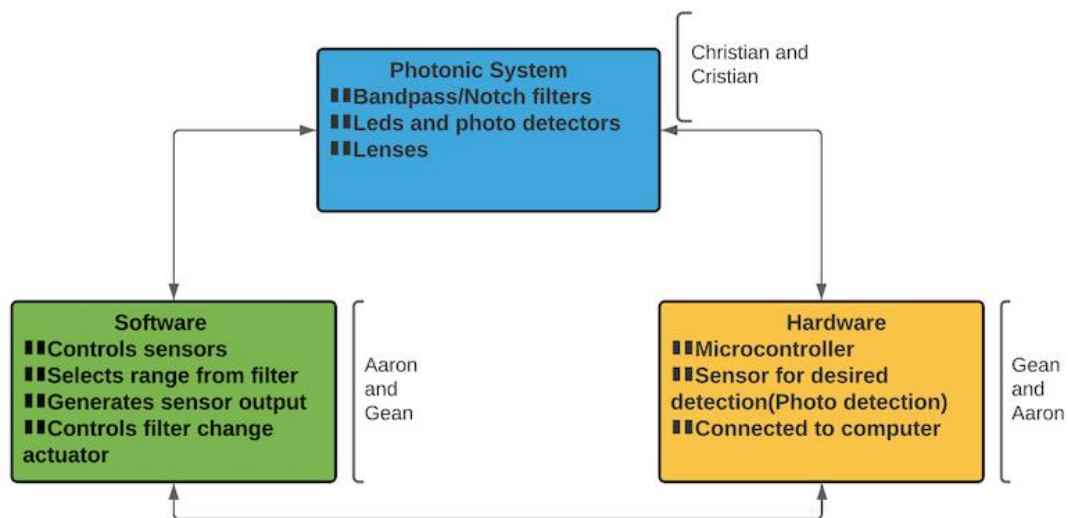 Photonic System
▮▮Bandpass/Notch filters
▮▮Leds and photo detectors
▮▮Lenses
Christian and
Cristian
Software
▮▮Controls sensors
▮▮Selects range from filter
▮▮Generates sensor output
▮▮Controls filter change
actuator
Aaron
and
Gean
Hardware
▮▮Microcontroller
▮▮Sensor for desired
detection(Photo detection)
▮▮Connected to computer
Gean
and
Aaron